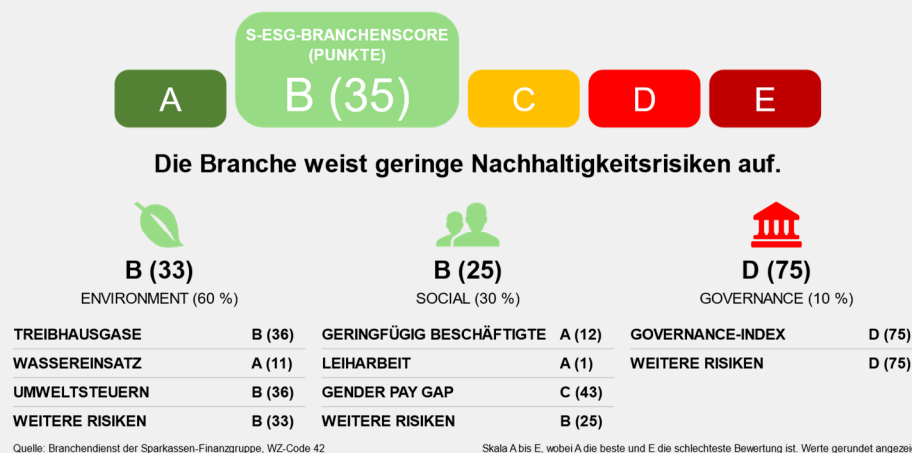 S-ESG-BRANCHENSCORE
(PUNKTE)
A
B (35)
C
D
E
Die Branche weist geringe Nachhaltigkeitsrisiken auf.
B (33)
ENVIRONMENT (60 %)
TREIBHAUSGASE B (36)
WASSEREINSATZ A (11)
UMWELTSTEUERN B (36)
WEITERE RISIKEN B (33)
B (25)
SOCIAL (30 %)
GERINGFÜGIG BESCHÄFTIGTE A (12)
LEIHARBEIT A (1)
GENDER PAY GAP C (43)
WEITERE RISIKEN B (25)
D (75)
GOVERNANCE (10 %)
GOVERNANCE-INDEX D (75)
WEITERE RISIKEN D (75)
Quelle: Branchendienst der Sparkassen-Finanzgruppe, WZ-Code 42
Skala A bis E, wobei A die beste und E die schlechteste Bewertung ist. Werte gerundet